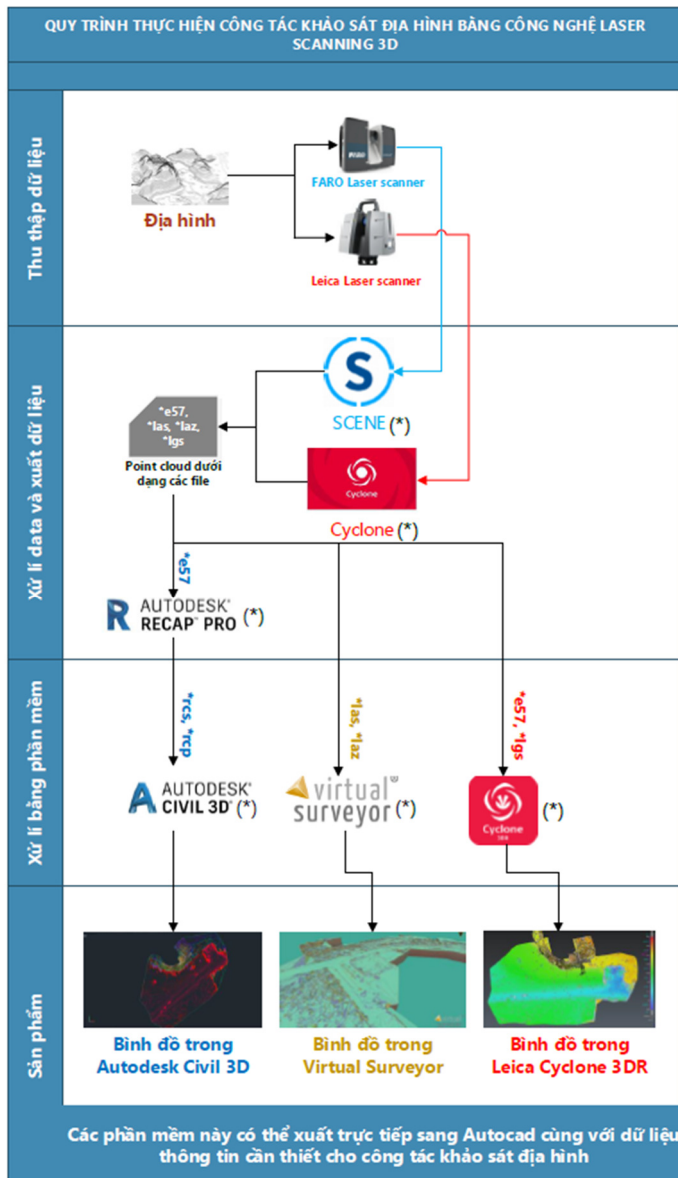 QUY TRÌNH THỰC HIỆN CÔNG TÁC KHẢO SÁT ĐỊA HÌNH BẰNG CÔNG NGHỆ LASER
SCANNING 3D
Thu thập dữ liệu
FARO
FARO Laser scanner
Địa hình
Leica Laser scanner
Xử lí data và xuất dữ liệu
S
SCENE (*)
*e57,
*las, *laz,
*lgs
Point cloud dưới
dạng các file
Cyclone
Cyclone (*)
*e57
R AUTODESK®
RECAP™ PRO (*)
Xử lí bằng phần mềm
*rcs, *rcp
*las, *laz
*e57, *lgs
AUTODESK®
CIVIL 3D® (*)
virtual®
surveyor (*)
Cyclone
3DR
(*)
Sản phẩm
Bình đồ trong
Autodesk Civil 3D
Bình đồ trong
Virtual Surveyor
Bình đồ trong
Leica Cyclone 3DR
Các phần mềm này có thể xuất trực tiếp sang Autocad cùng với dữ liệu
thông tin cần thiết cho công tác khảo sát địa hình